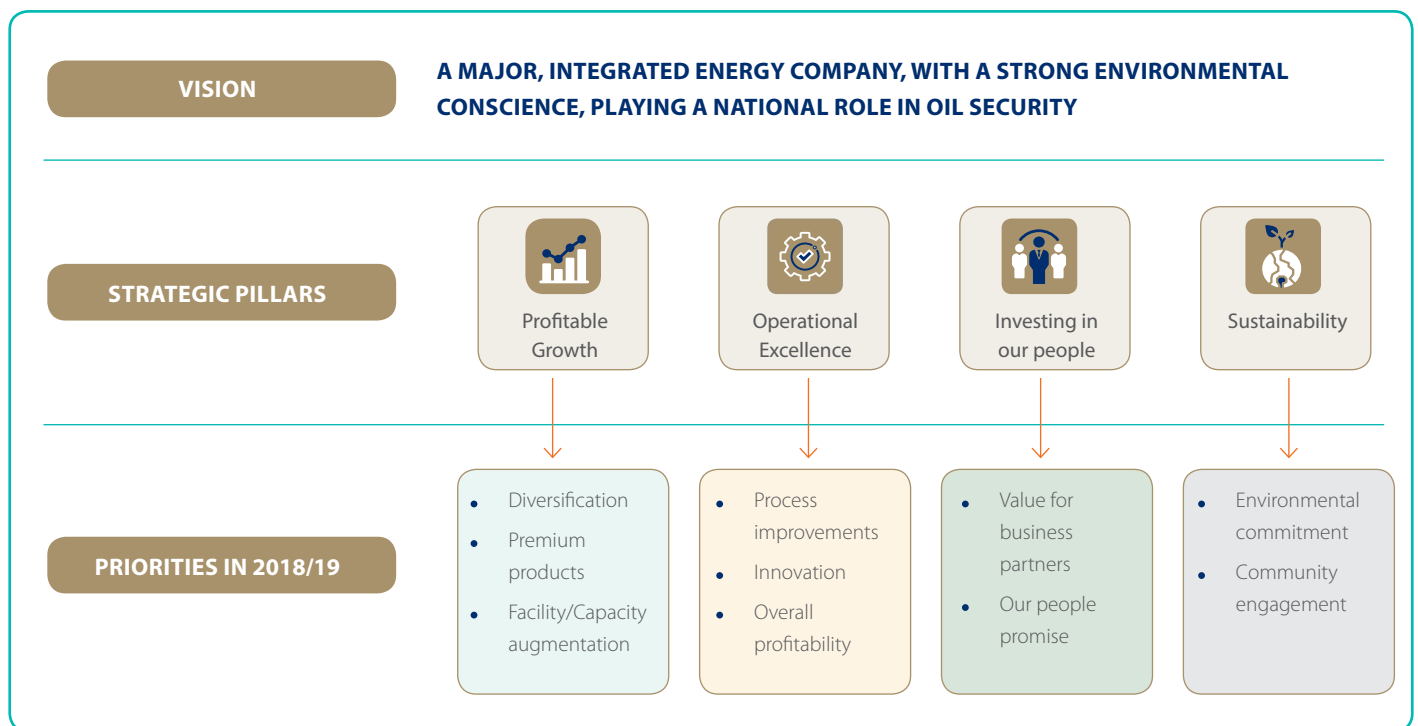 VISION
A MAJOR, INTEGRATED ENERGY COMPANY, WITH A STRONG ENVIRONMENTAL
CONSCIENCE, PLAYING A NATIONAL ROLE IN OIL SECURITY
STRATEGIC PILLARS
Profitable
Growth
Operational
Excellence
Investing in
our people
Sustainability
PRIORITIES IN 2018/19
• Diversification
• Premium
products
• Facility/Capacity
augmentation
• Process
improvements
• Innovation
• Overall
profitability
• Value for
business
partners
• Our people
promise
• Environmental
commitment
• Community
engagement